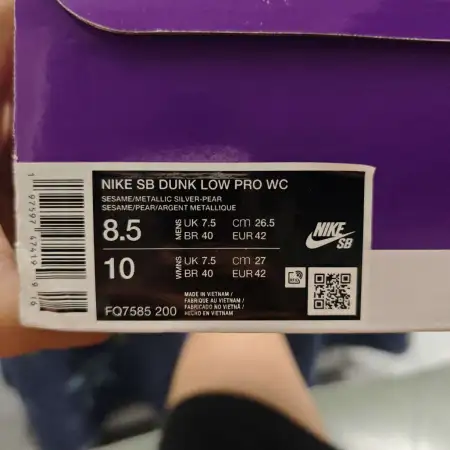 NIKE SB DUNK LOW PRO WC
SESAME/METALLIC SILVER-PEAR
SESAME/PEAR/ARGENT METALLIQUE
8.5 MENS UK 7.5 cm 26.5
BR 40 EUR 42
10 WMNS UK 7.5 cm 27
BR 40 EUR 42
NIKE
SB
MADE IN VIETNAM /
FABRIQUE AU VIETNAM /
FABRICADO NO VIETNÃ /
HECHO EN VIETNAM
FQ7585 200